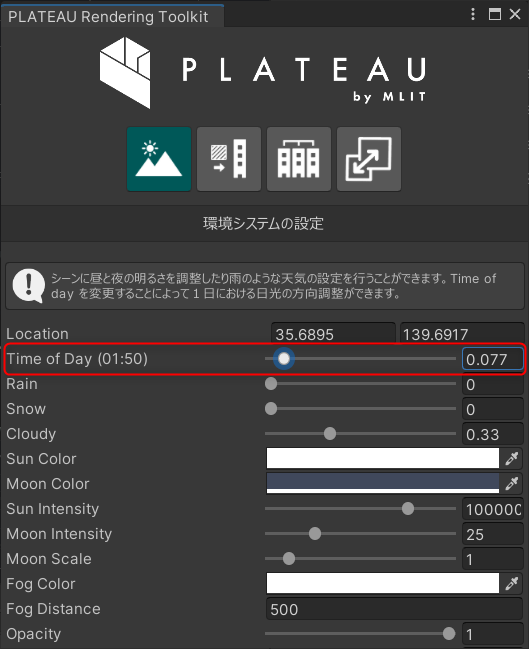 PLATEAU Rendering Toolkit
PLATEAU
by MLIT
環境システムの設定
シーンに昼と夜の明るさを調整したり雨のような天気の設定を行うことができます。Time of
day を変更することによって1日における日光の方向調整ができます。
Location 35.6895 139.6917
Time of Day (01:50) 0.077
Rain 0
Snow 0
Cloudy 0.33
Sun Color
Moon Color
Sun Intensity 100000
Moon Intensity 25
Moon Scale 1
Fog Color
Fog Distance 500
Opacity 1